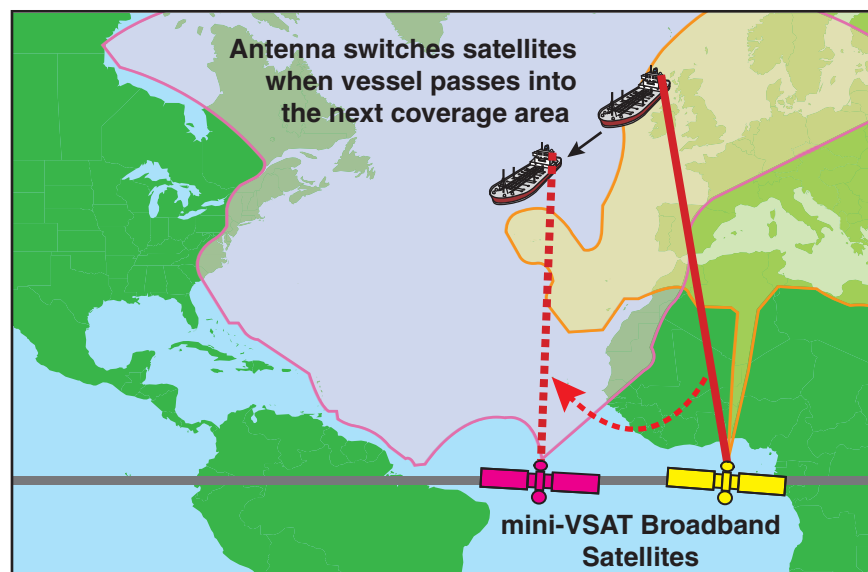 Antenna switches satellites
when vessel passes into
the next coverage area
mini-VSAT Broadband
Satellites